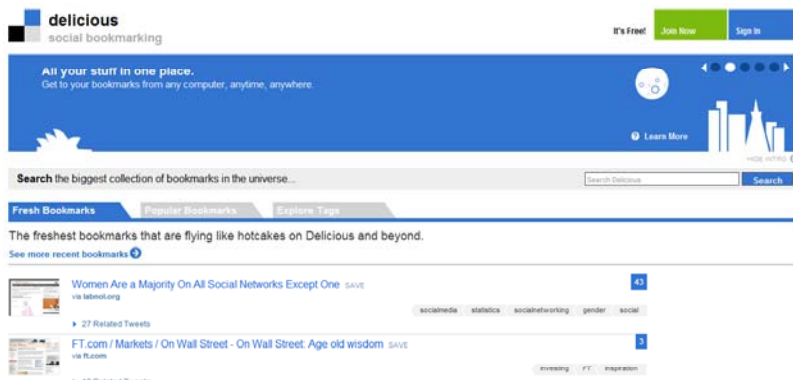 delicious
social bookmarking
It's Free!
Join Now
Sign In
All your stuff in one place.
Get to your bookmarks from any computer, anytime, anywhere.
Learn More
HIDE INTRO
Search the biggest collection of bookmarks in the universe...
Search Delicious
Search
Fresh Bookmarks
Popular Bookmarks
Explore Tags
The freshest bookmarks that are flying like hotcakes on Delicious and beyond.
See more recent bookmarks
Women Are a Majority On All Social Networks Except One SAVE
43
via labnol.org
socialmedia statistics socialnetworking gender social
27 Related Tweets
FT.com / Markets / On Wall Street - On Wall Street: Age old wisdom SAVE
3
via ft.com
investing FT inspiration